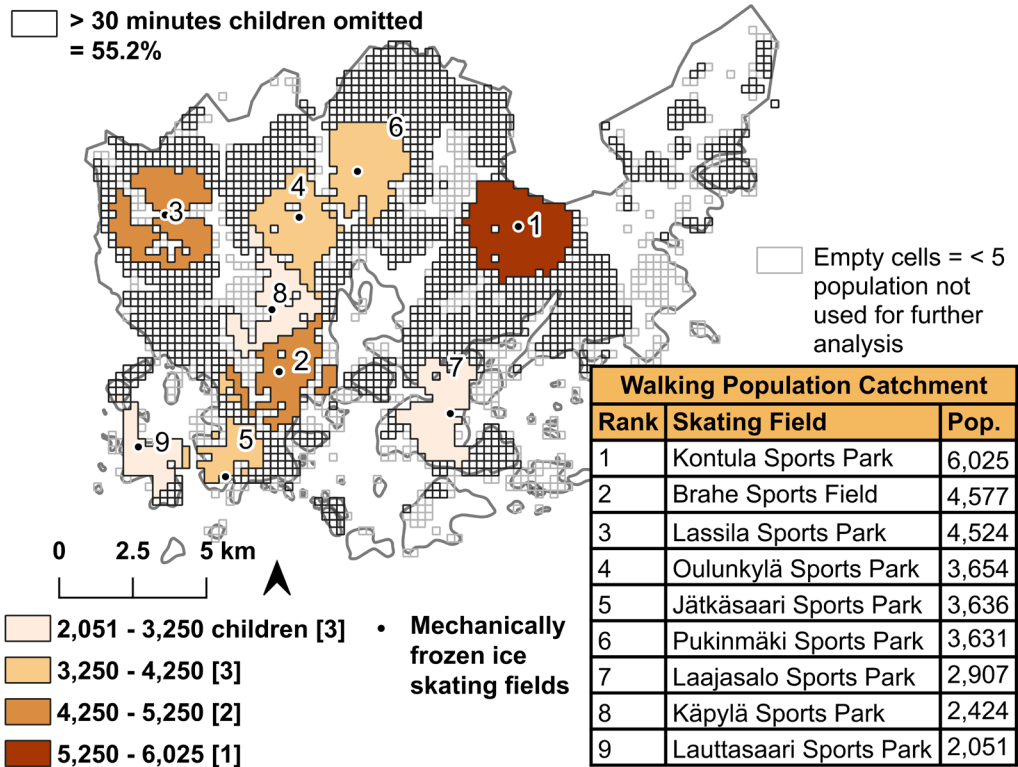 > 30 minutes children omitted
= 55.2%
6
4
3
1
8
2
7
5
9
Empty cells = < 5
population not
used for further
analysis
0 2.5 5 km
2,051 - 3,250 children [3]
3,250 - 4,250 [3]
4,250 - 5,250 [2]
5,250 - 6,025 [1]
Mechanically
frozen ice
skating fields
Walking Population Catchment
Rank Skating Field Pop.
1 Kontula Sports Park 6,025
2 Brahe Sports Field 4,577
3 Lassila Sports Park 4,524
4 Oulunkylä Sports Park 3,654
5 Jätkäsaari Sports Park 3,636
6 Pukinmäki Sports Park 3,631
7 Laajasalo Sports Park 2,907
8 Käpylä Sports Park 2,424
9 Lauttasaari Sports Park 2,051